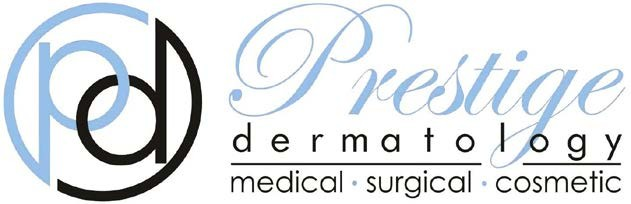 pd
Prestige
dermatology
medical · surgical · cosmetic